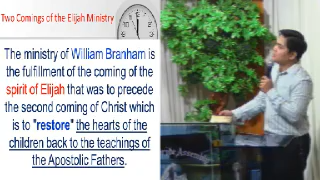 Two Comings of the Elijah Ministry
The ministry of William Branham is
the fulfillment of the coming of the
spirit of Elijah that was to precede
the second coming of Christ which
is to "restore" the hearts of the
children back to the teachings of
the Apostolic Fathers.